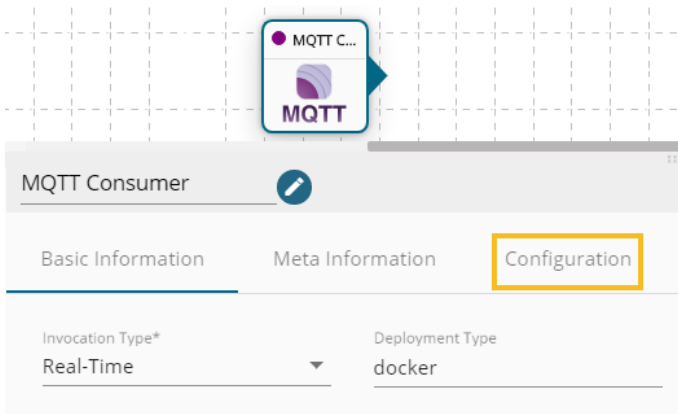 MQTT C...
MQTT
MQTT Consumer
Basic Information Meta Information Configuration
Invocation Type* Deployment Type
Real-Time docker